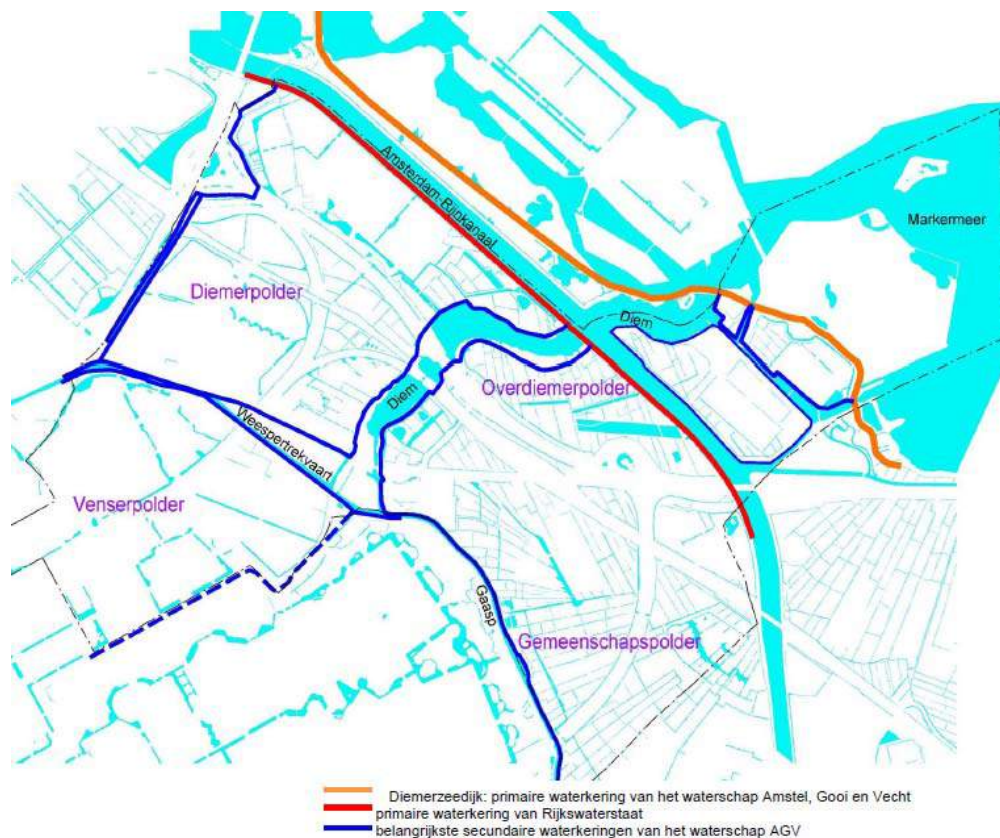 Amsterdam-Rijnkanaal
Markermeer
Diemerpolder
Diem
Overdiemerpolder
Diem
Weespertrekvaart
Venserpolder
Gaasp
Gemeenschapspolder
Diemerzeedijk: primaire waterkering van het waterschap Amstel, Gooi en Vecht
primaire waterkering van Rijkswaterstaat
belangrijkste secundaire waterkeringen van het waterschap AGV